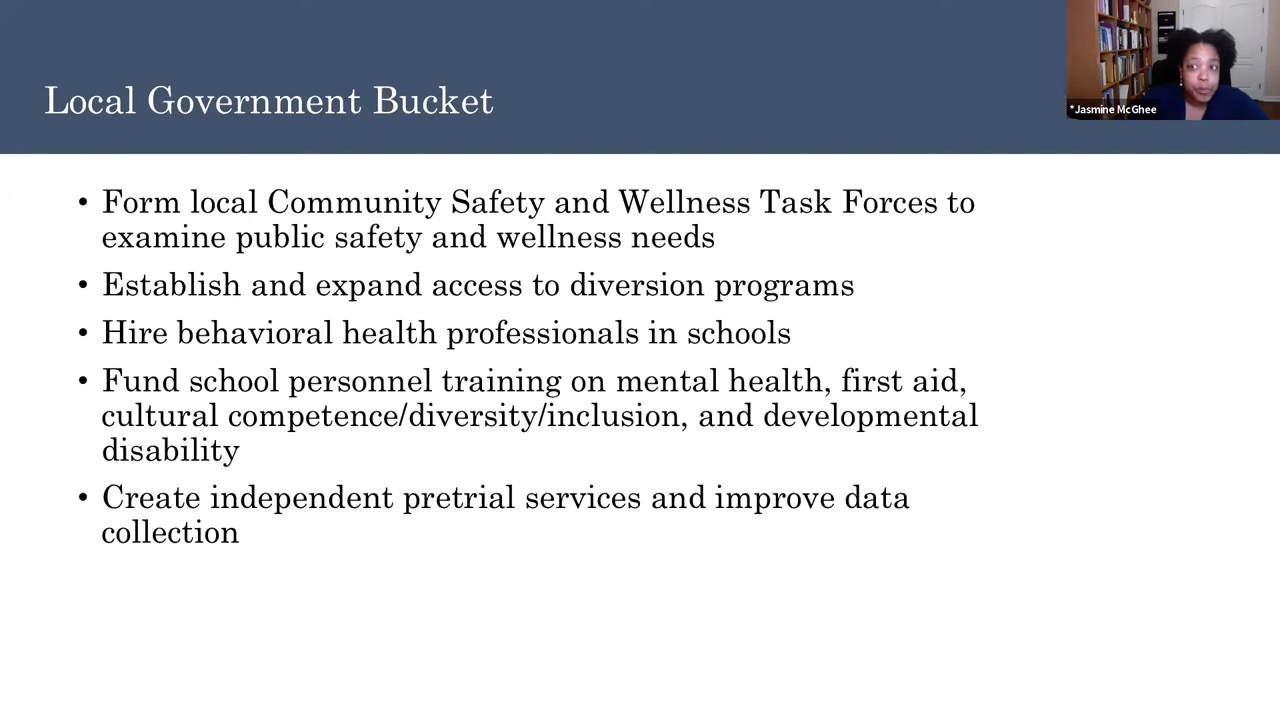 Local Government Bucket
*Jasmine McGhee
• Form local Community Safety and Wellness Task Forces to
examine public safety and wellness needs
• Establish and expand access to diversion programs
• Hire behavioral health professionals in schools
• Fund school personnel training on mental health, first aid,
cultural competence/diversity/inclusion, and developmental
disability
• Create independent pretrial services and improve data
collection